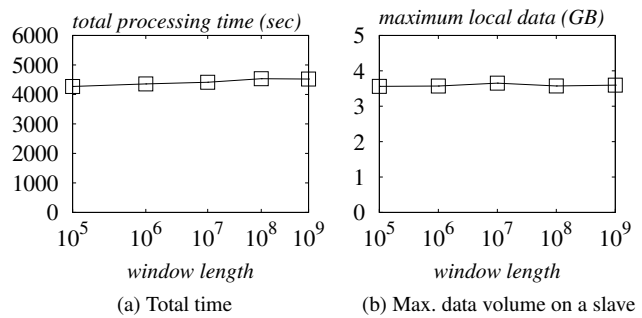 total processing time (sec)
6000
5000
4000
3000
2000
1000
0
10^5 10^6 10^7 10^8 10^9
window length
(a) Total time
maximum local data (GB)
5
4
3
2
1
0
10^5 10^6 10^7 10^8 10^9
window length
(b) Max. data volume on a slave